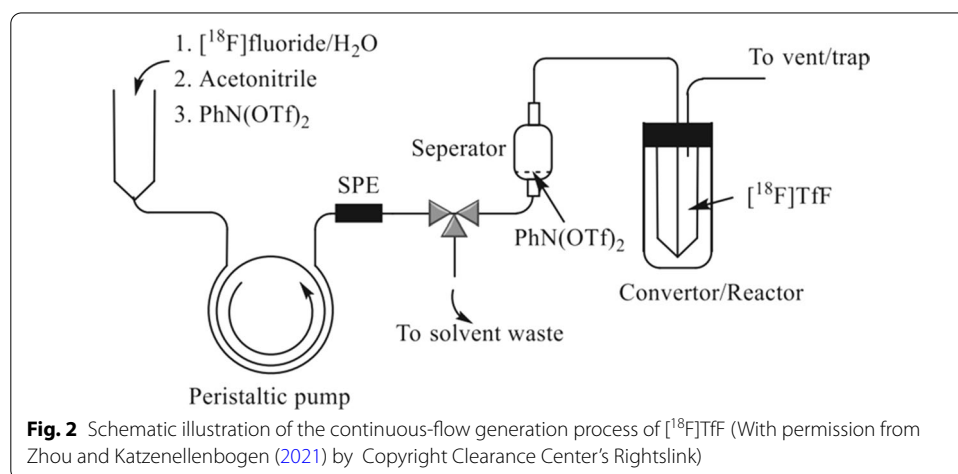 1. [¹⁸F]fluoride/H₂O
2. Acetonitrile
3. PhN(OTf)₂
To vent/trap
Seperator
SPE
[¹⁸F]TfF
PhN(OTf)₂
Convertor/Reactor
To solvent waste
Peristaltic pump
Fig. 2 Schematic illustration of the continuous-flow generation process of [¹⁸F]TfF (With permission from
Zhou and Katzenellenbogen (2021) by Copyright Clearance Center's Rightslink)